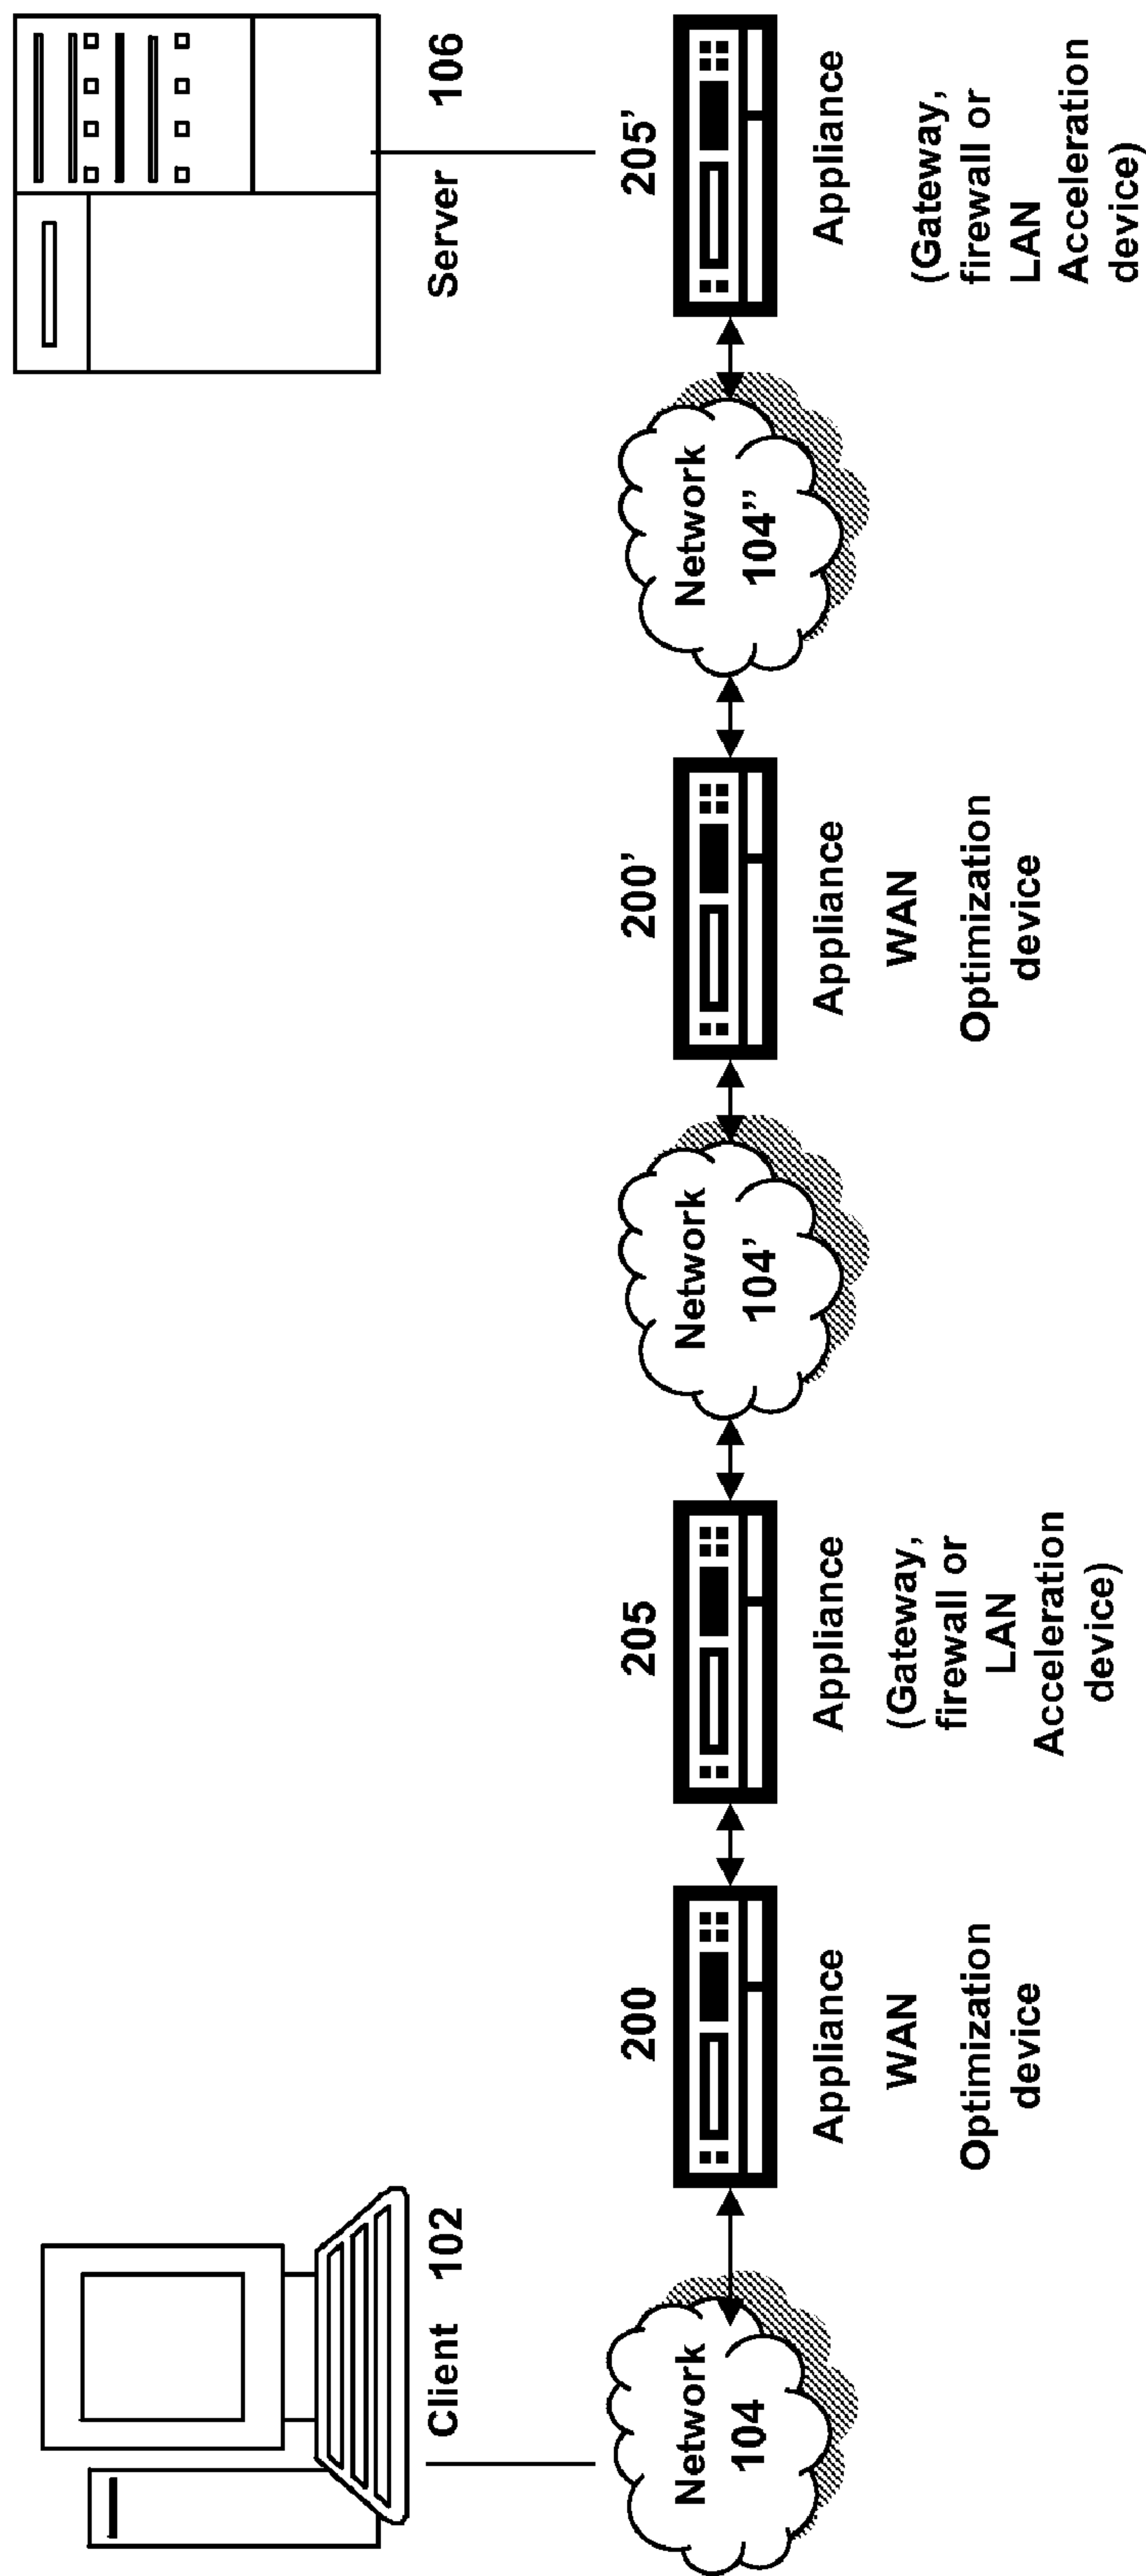 Client 102
Server 106
Network
104
200
Appliance
WAN
Optimization
device
205
Appliance
(Gateway,
firewall or
LAN
Acceleration
device)
Network
104’
200’
Appliance
WAN
Optimization
device
Network
104”
205’
Appliance
(Gateway,
firewall or
LAN
Acceleration
device)